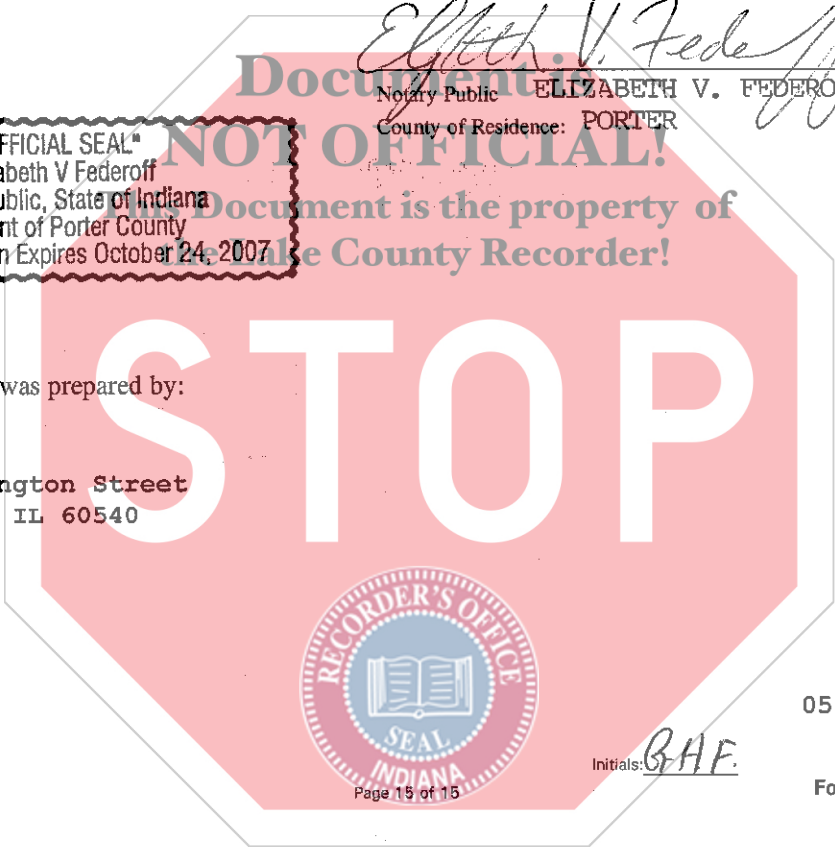 Document is
NOT OFFICIAL!
This Document is the property of
the Lake County Recorder!
STOP
Notary Public ELIZABETH V. FEDERO
County of Residence: PORTER
FFICIAL SEAL"
abeth V Federoff
ublic, State of Indiana
nt of Porter County
n Expires October 24, 2007
was prepared by:
ngton Street
IL 60540
RECORDER'S OFFICE
SEAL
INDIANA
05
Initials: G.A.F.
Page 15 of 15
Fo